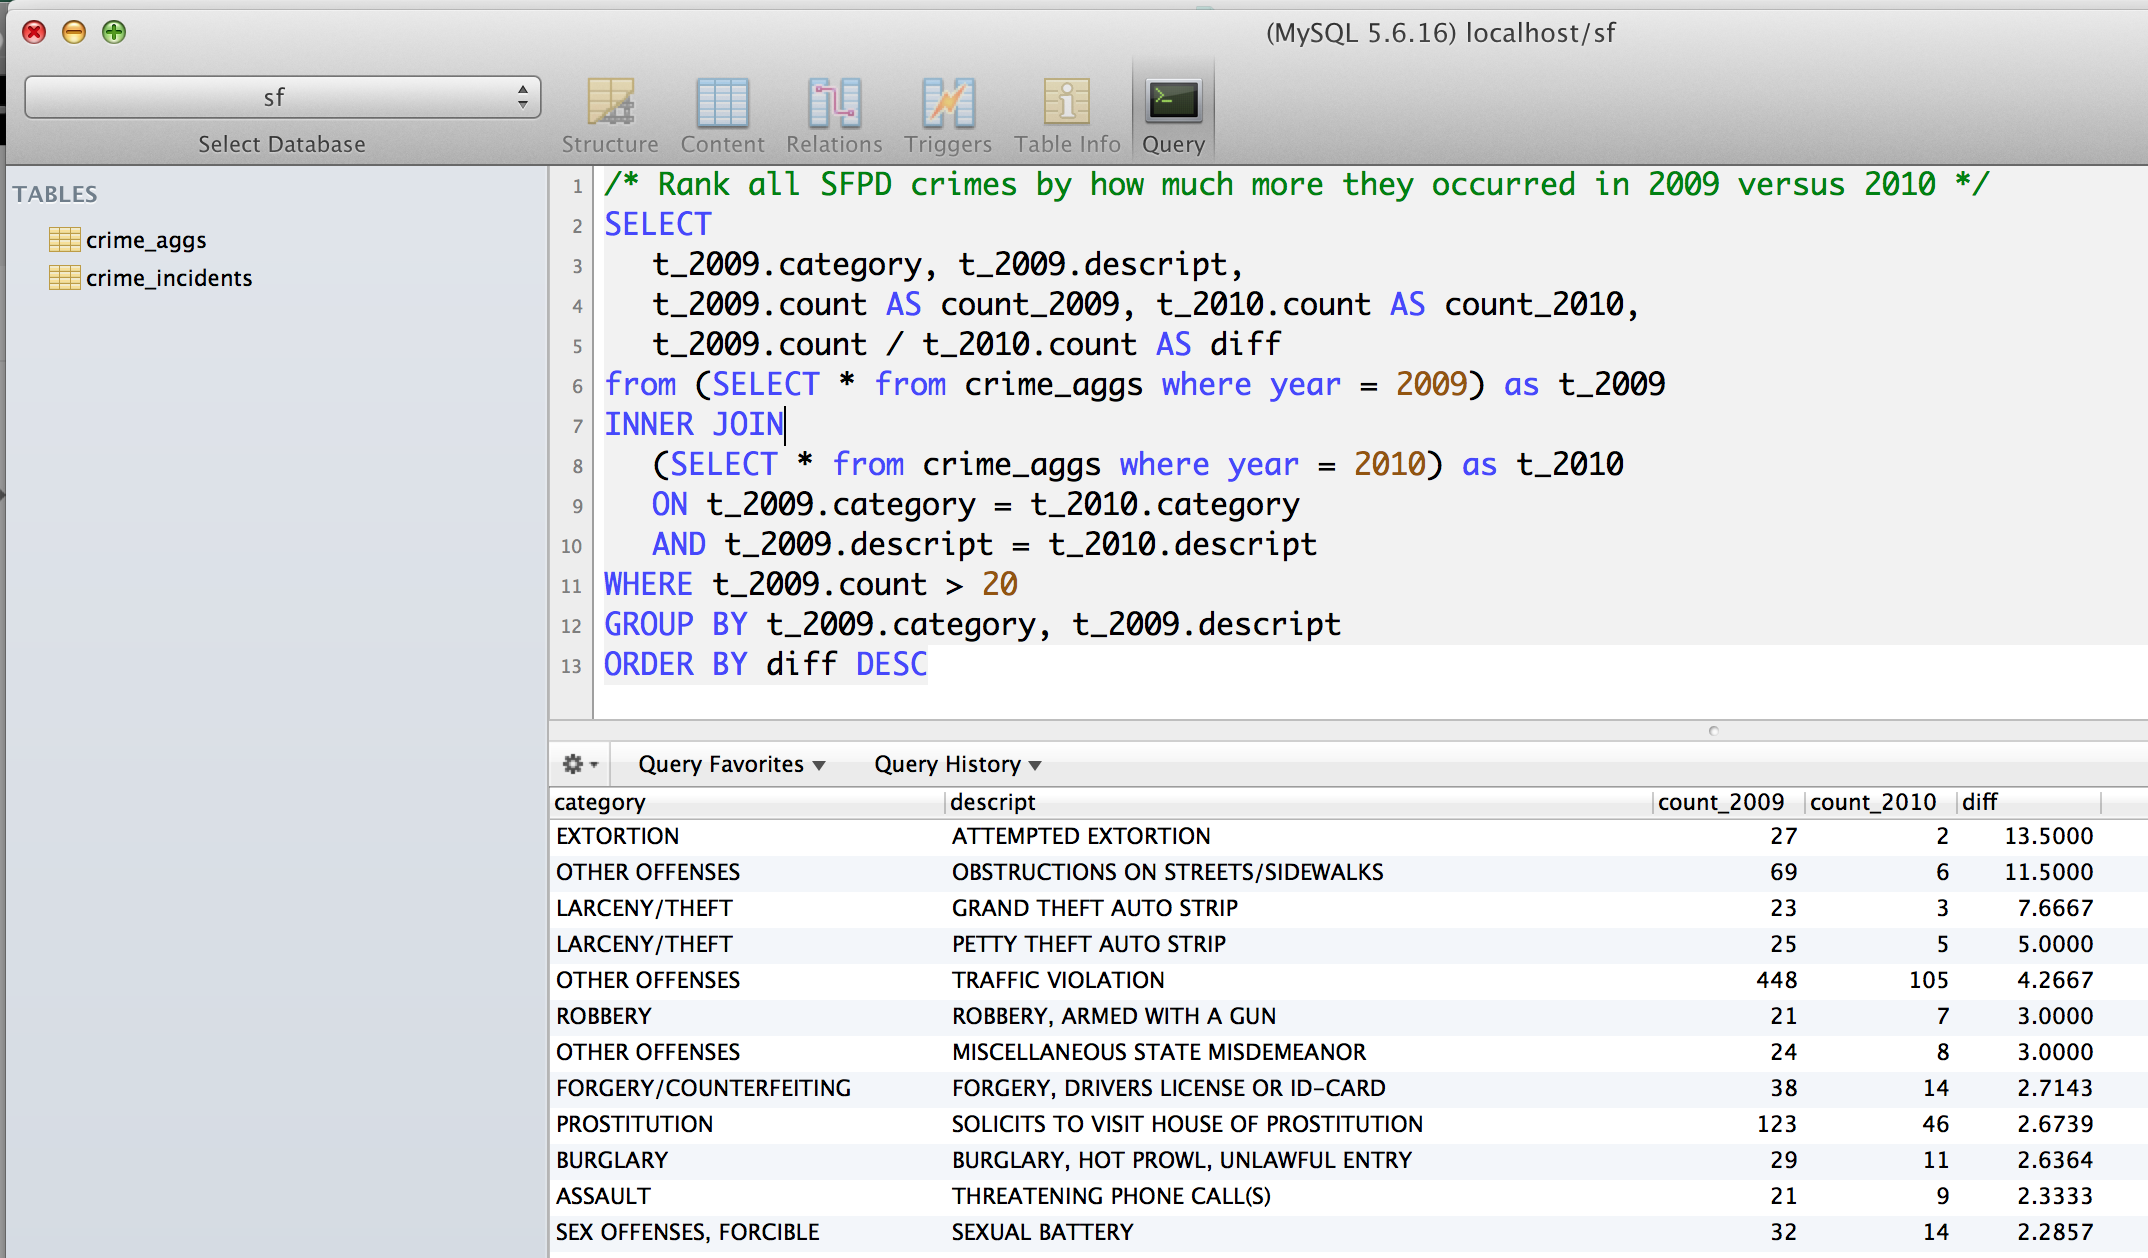 (MySQL 5.6.16) localhost/sf
sf
Select Database
Structure Content Relations Triggers Table Info Query
TABLES
crime_aggs
crime_incidents
1 /* Rank all SFPD crimes by how much more they occurred in 2009 versus 2010 */
2 SELECT
3 t_2009.category, t_2009.descript,
4 t_2009.count AS count_2009, t_2010.count AS count_2010,
5 t_2009.count / t_2010.count AS diff
6 from (SELECT * from crime_aggs where year = 2009) as t_2009
7 INNER JOIN
8 (SELECT * from crime_aggs where year = 2010) as t_2010
9 ON t_2009.category = t_2010.category
10 AND t_2009.descript = t_2010.descript
11 WHERE t_2009.count > 20
12 GROUP BY t_2009.category, t_2009.descript
13 ORDER BY diff DESC
Query Favorites ▼ Query History ▼
category descript count_2009 count_2010 diff
EXTORTION ATTEMPTED EXTORTION 27 2 13.5000
OTHER OFFENSES OBSTRUCTIONS ON STREETS/SIDEWALKS 69 6 11.5000
LARCENY/THEFT GRAND THEFT AUTO STRIP 23 3 7.6667
LARCENY/THEFT PETTY THEFT AUTO STRIP 25 5 5.0000
OTHER OFFENSES TRAFFIC VIOLATION 448 105 4.2667
ROBBERY ROBBERY, ARMED WITH A GUN 21 7 3.0000
OTHER OFFENSES MISCELLANEOUS STATE MISDEMEANOR 24 8 3.0000
FORGERY/COUNTERFEITING FORGERY, DRIVERS LICENSE OR ID-CARD 38 14 2.7143
PROSTITUTION SOLICITS TO VISIT HOUSE OF PROSTITUTION 123 46 2.6739
BURGLARY BURGLARY, HOT PROWL, UNLAWFUL ENTRY 29 11 2.6364
ASSAULT THREATENING PHONE CALL(S) 21 9 2.3333
SEX OFFENSES, FORCIBLE SEXUAL BATTERY 32 14 2.2857